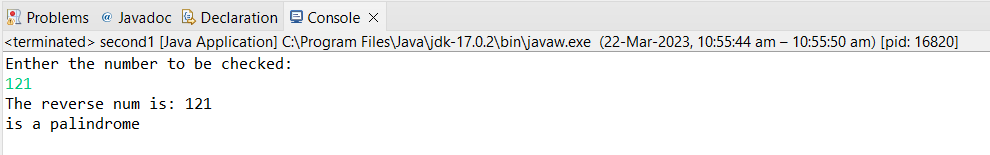 Problems @ Javadoc Declaration Console
<terminated> second1 [Java Application] C:\Program Files\Java\jdk-17.0.2\bin\javaw.exe (22-Mar-2023, 10:55:44 am – 10:55:50 am) [pid: 16820]
Enther the number to be checked:
121
The reverse num is: 121
is a palindrome